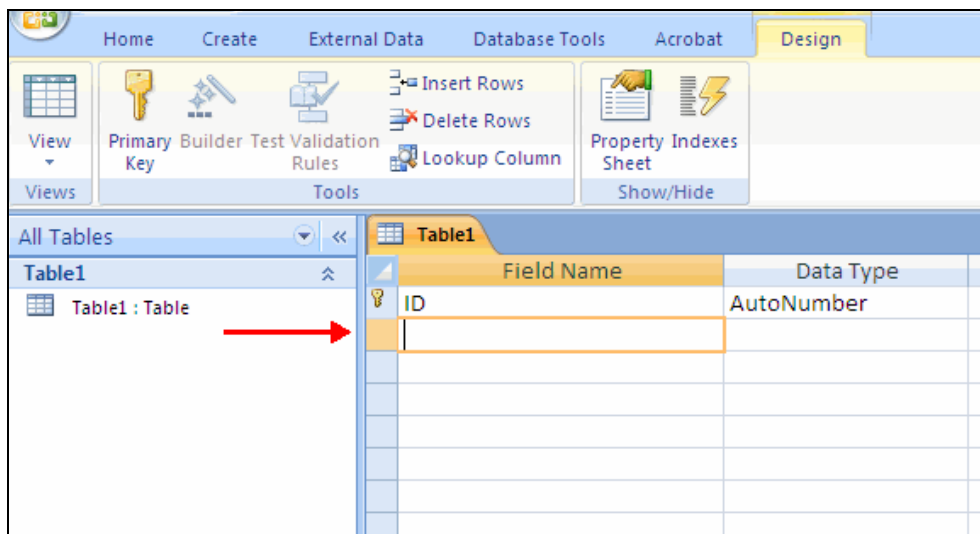 Home Create External Data Database Tools Acrobat Design
View
Views
Primary Key
Builder
Test Validation Rules
Insert Rows
Delete Rows
Lookup Column
Tools
Property Sheet
Indexes
Show/Hide
All Tables
Table1
Table1 : Table
Table1
Field Name Data Type
ID AutoNumber